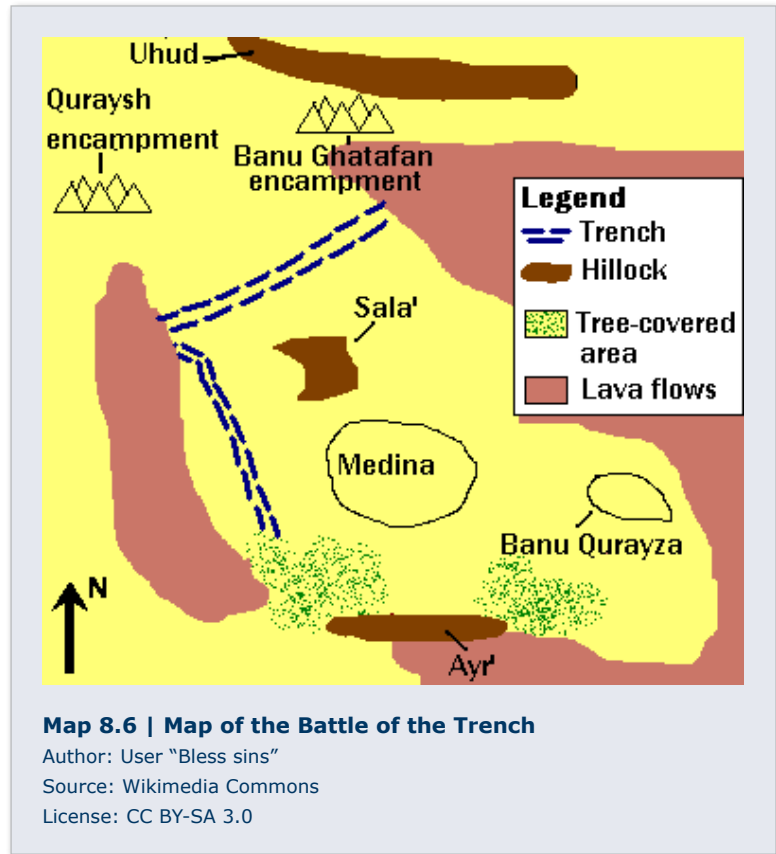 Uhud
Quraysh
encampment
Banu Ghatafan
encampment
Legend
Trench
Hillock
Tree-covered
area
Lava flows
Sala'
Medina
Banu Qurayza
N
Ayr'
Map 8.6 | Map of the Battle of the Trench
Author: User “Bless sins”
Source: Wikimedia Commons
License: CC BY-SA 3.0